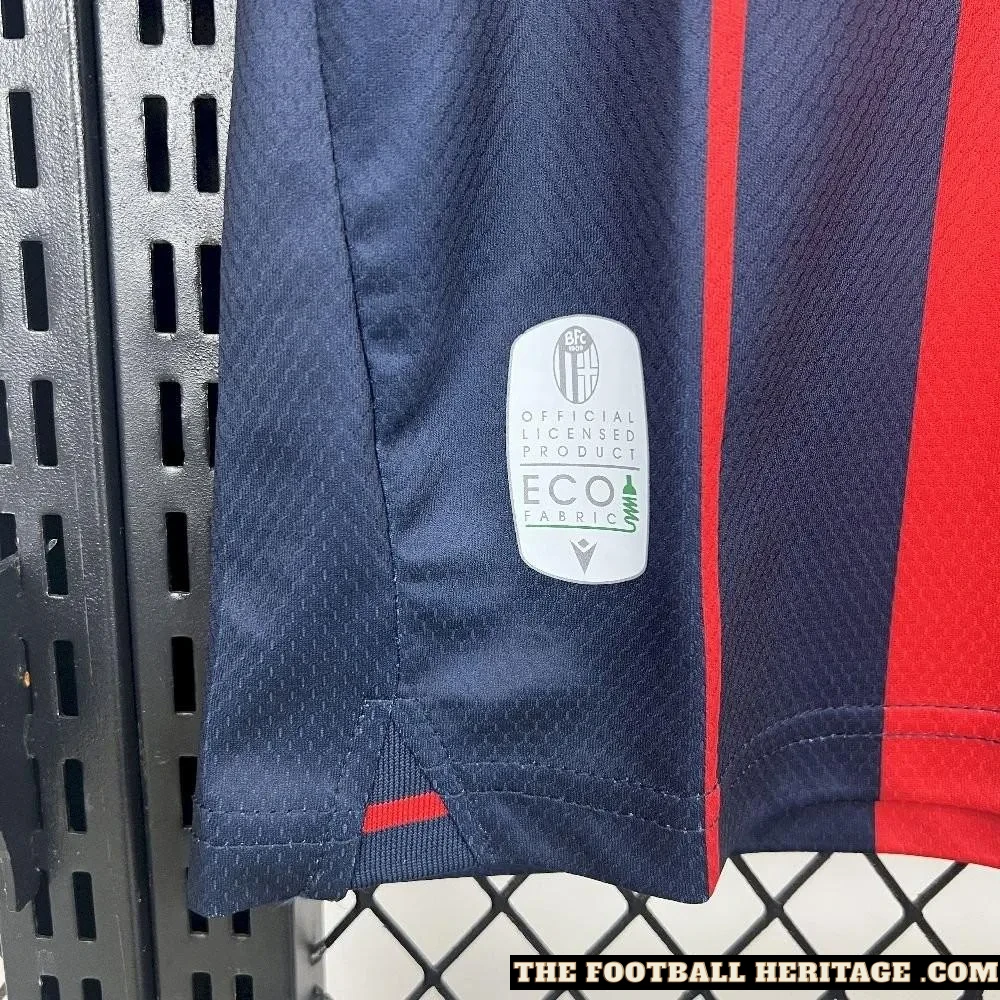 BFC
1909
OFFICIAL
LICENSED
PRODUCT
ECO
FABRIC
THE FOOTBALL HERITAGE .COM